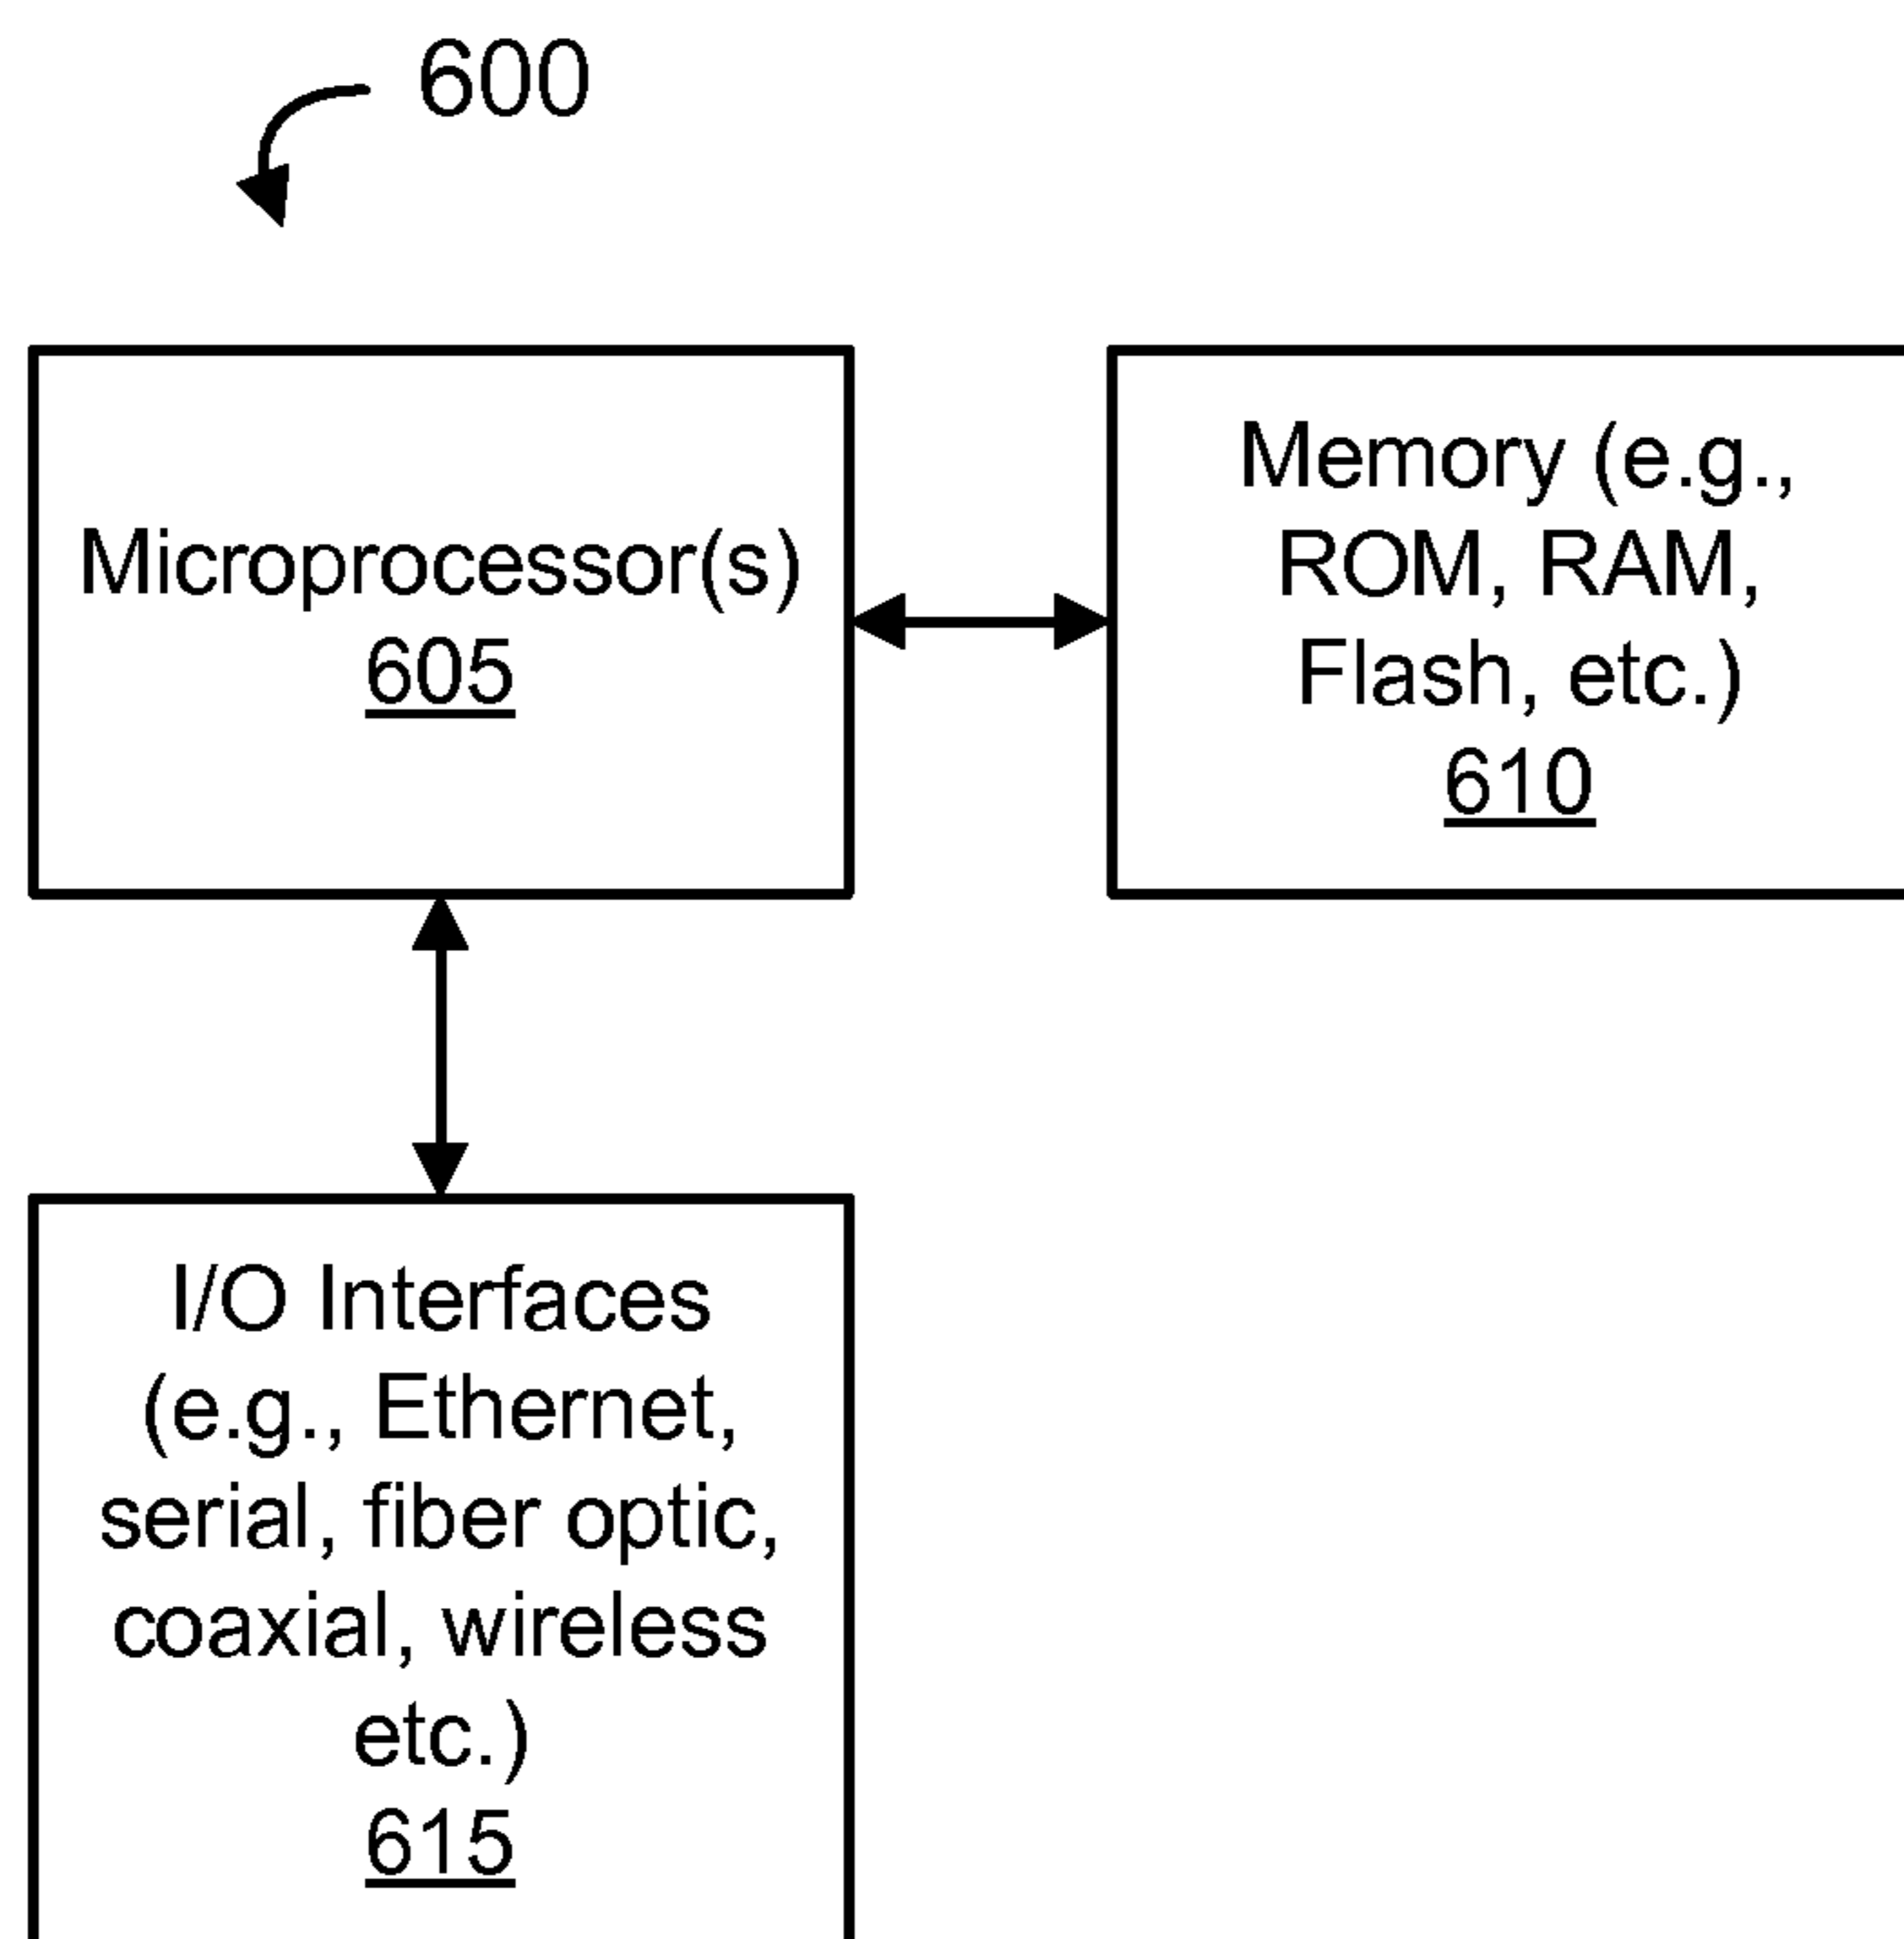 600
Microprocessor(s)
605
Memory (e.g.,
ROM, RAM,
Flash, etc.)
610
I/O Interfaces
(e.g., Ethernet,
serial, fiber optic,
coaxial, wireless
etc.)
615